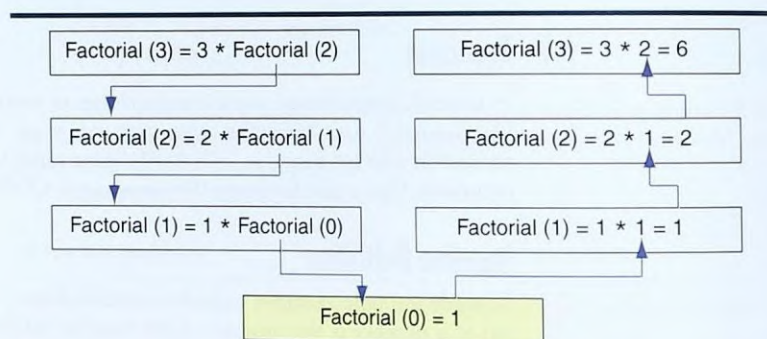 Factorial (3) = 3 * Factorial (2)
Factorial (2) = 2 * Factorial (1)
Factorial (1) = 1 * Factorial (0)
Factorial (0) = 1
Factorial (1) = 1 * 1 = 1
Factorial (2) = 2 * 1 = 2
Factorial (3) = 3 * 2 = 6